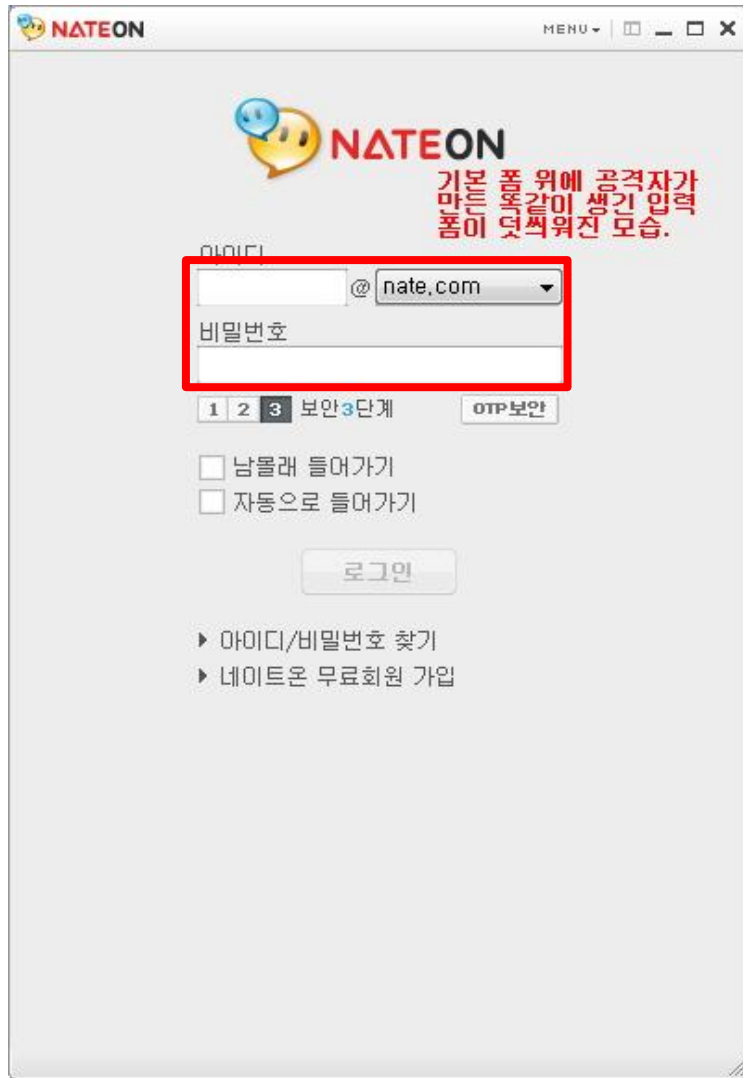 NATEON
MENU
NATEON
기본 폼 위에 공격자가
만든 똑같이 생긴 입력
폼이 덧씌워진 모습.
아이디
@ nate,com
비밀번호
1 2 3 보안3단계 OTP보안
남몰래 들어가기
자동으로 들어가기
로그인
아이디/비밀번호 찾기
네이트온 무료회원 가입